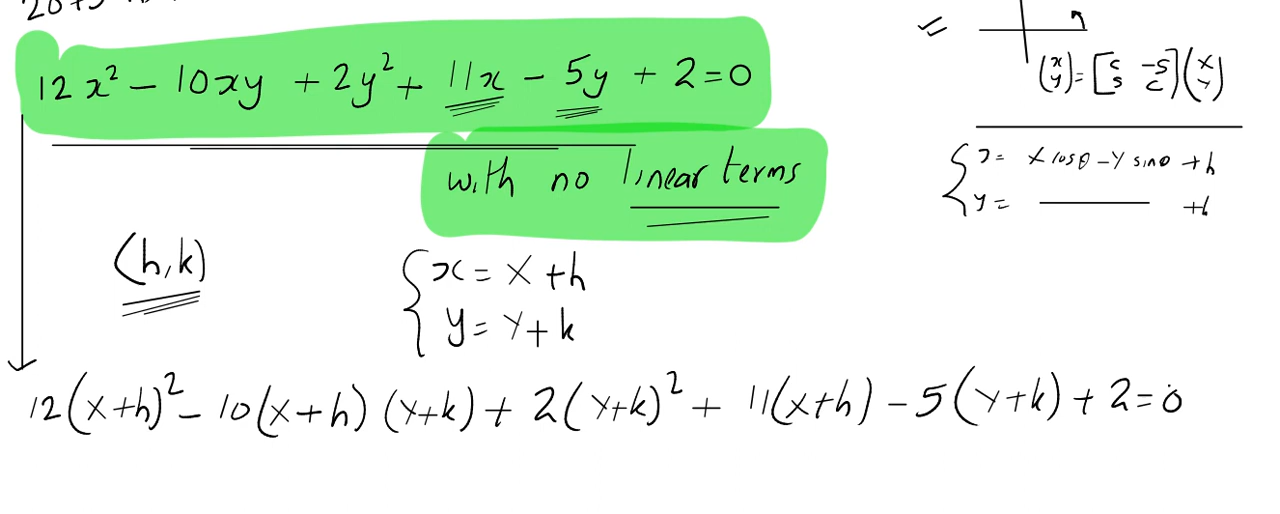 12x² − 10xy + 2y² + 11x − 5y + 2 = 0
with no linear terms
(h,k)
{ x = X + h
y = Y + k
12(X+h)² − 10(X+h)(Y+k) + 2(Y+k)² + 11(X+h) − 5(Y+k) + 2 = 0
(x y) = [c −s s c] (X Y)
{ x = X cosθ − Y sinθ + h
y =